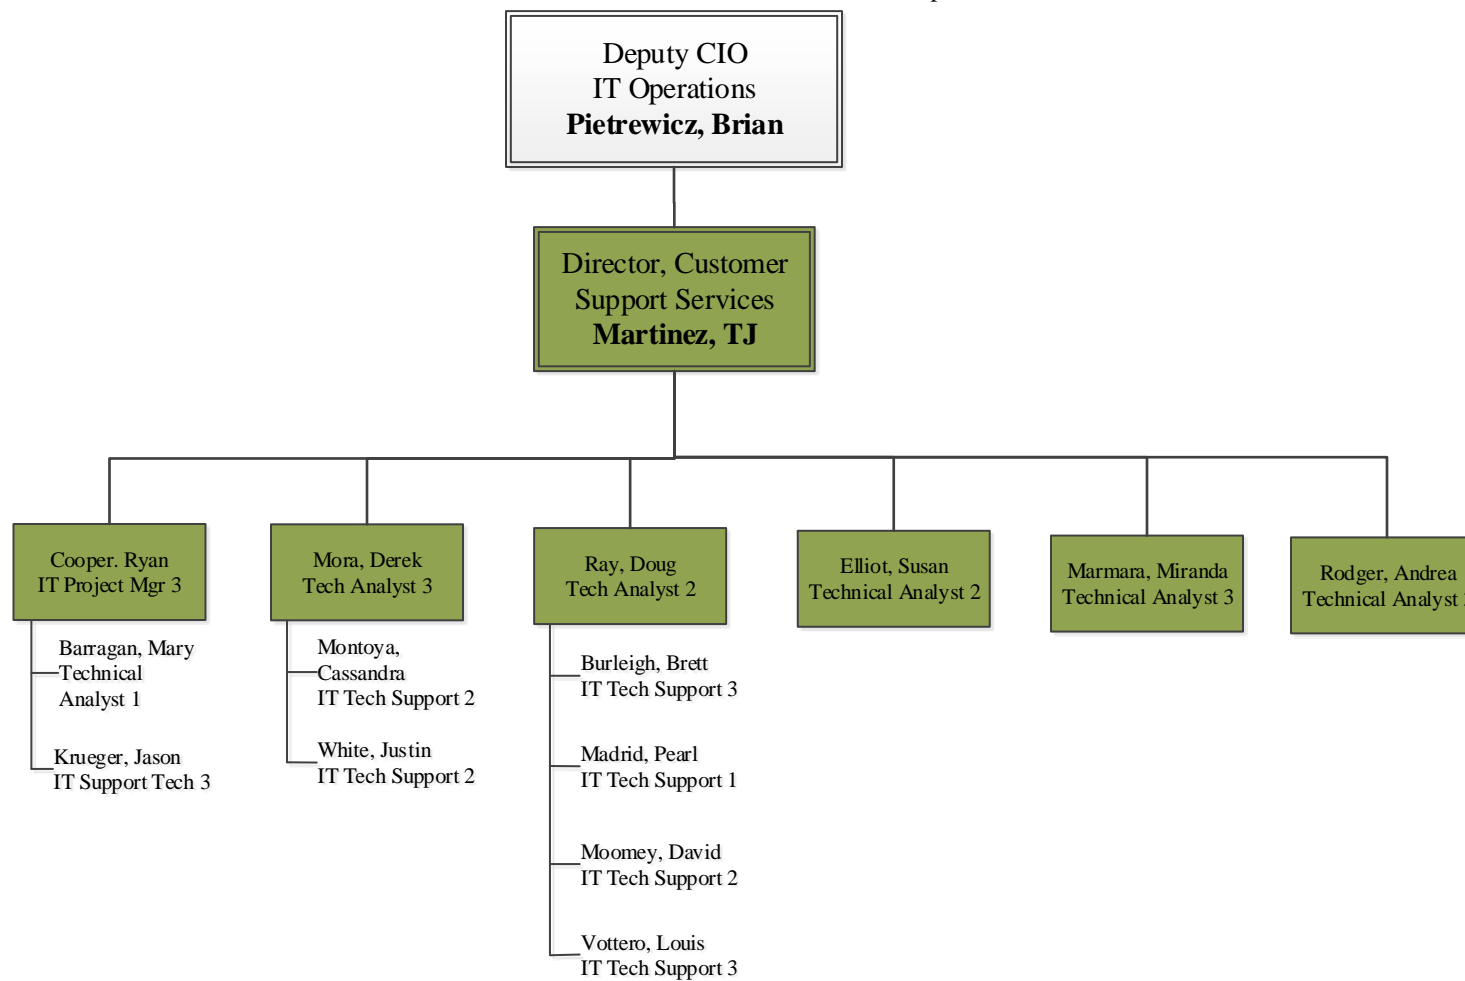 Deputy CIO
IT Operations
Pietrewicz, Brian
Director, Customer
Support Services
Martinez, TJ
Cooper. Ryan
IT Project Mgr 3
Barragan, Mary
Technical
Analyst 1
Krueger, Jason
IT Support Tech 3
Mora, Derek
Tech Analyst 3
Montoya,
Cassandra
IT Tech Support 2
White, Justin
IT Tech Support 2
Ray, Doug
Tech Analyst 2
Burleigh, Brett
IT Tech Support 3
Madrid, Pearl
IT Tech Support 1
Moomey, David
IT Tech Support 2
Vottero, Louis
IT Tech Support 3
Elliot, Susan
Technical Analyst 2
Marmara, Miranda
Technical Analyst 3
Rodger, Andrea
Technical Analyst